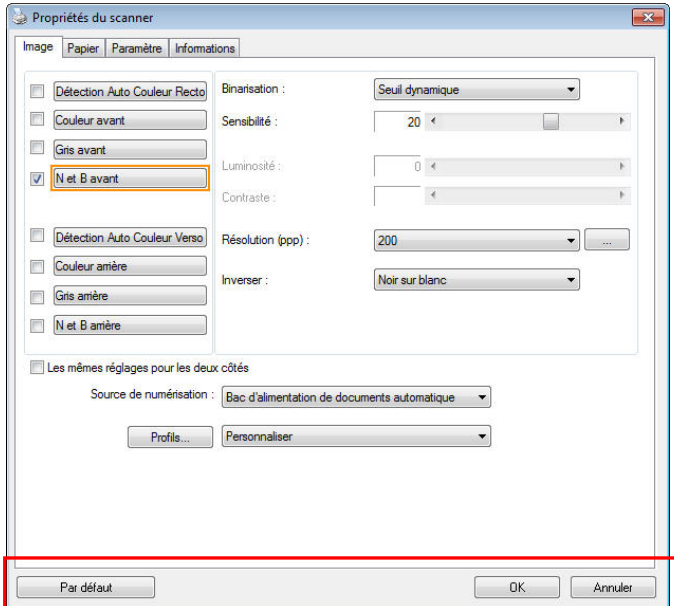 Propriétés du scanner
Image Papier Paramètre Informations
Détection Auto Couleur Recto
Couleur avant
Gris avant
N et B avant
Détection Auto Couleur Verso
Couleur arrière
Gris arrière
N et B arrière
Binarisation : Seuil dynamique
Sensibilité : 20
Luminosité : 0
Contraste :
Résolution (ppp) : 200 ...
Inverser : Noir sur blanc
Les mêmes réglages pour les deux côtés
Source de numérisation : Bac d'alimentation de documents automatique
Profils... Personnaliser
Par défaut OK Annuler